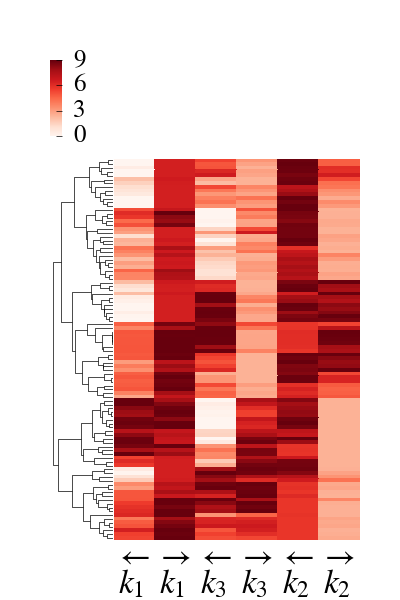 9
6
3
0
← → ← → ← →
k₁ k₁ k₃ k₃ k₂ k₂